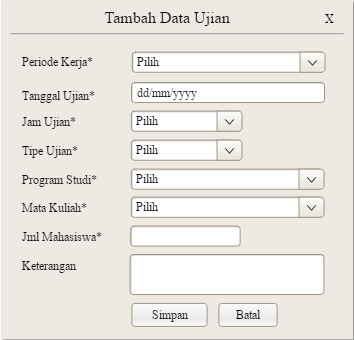 Tambah Data Ujian X
Periode Kerja* Pilih
Tanggal Ujian* dd/mm/yyyy
Jam Ujian* Pilih
Tipe Ujian* Pilih
Program Studi* Pilih
Mata Kuliah* Pilih
Jml Mahasiswa*
Keterangan
Simpan Batal